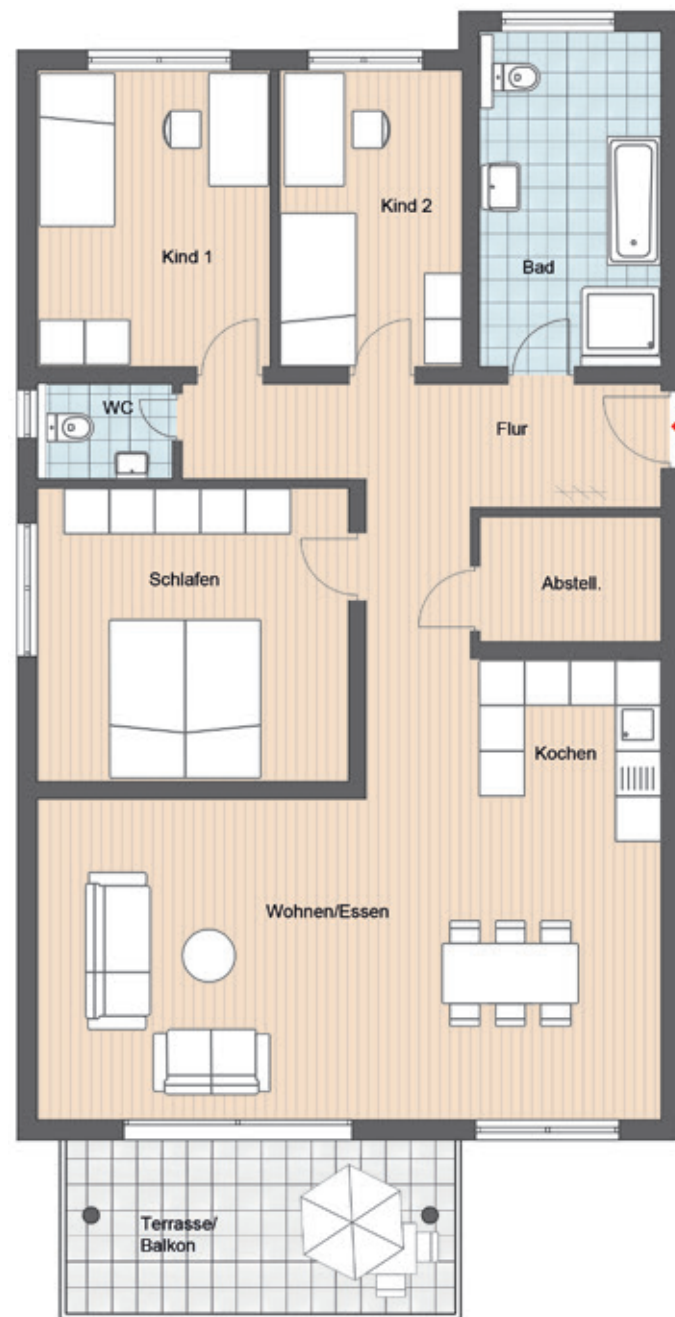 Kind 1
Kind 2
Bad
WC
Flur
Schlafen
Abstell.
Kochen
Wohnen/Essen
Terrasse/
Balkon